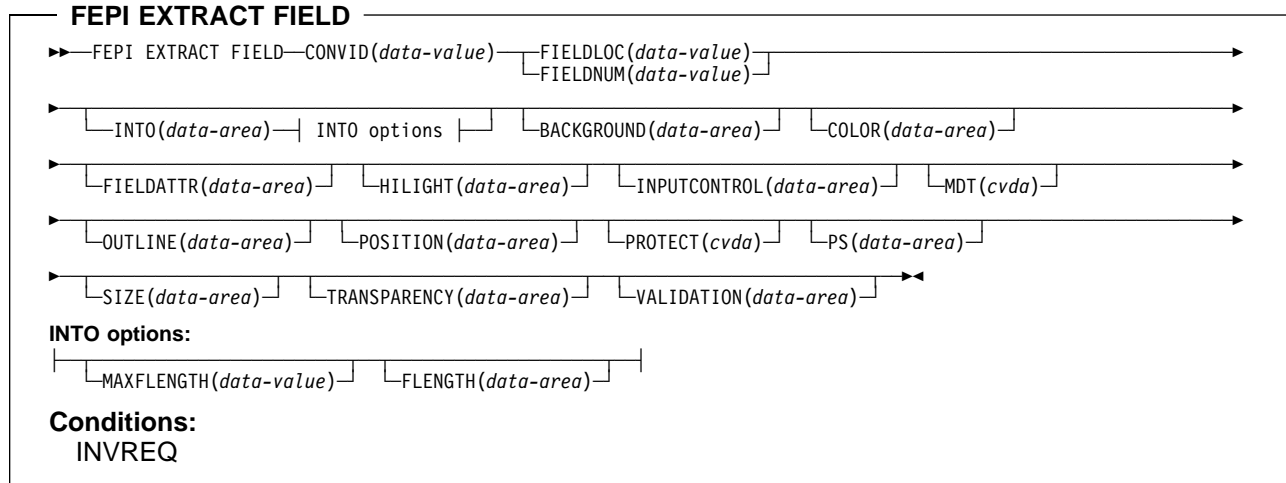 FEPI EXTRACT FIELD
FEPI EXTRACT FIELD CONVID(data-value) FIELDLOC(data-value)
FIELDNUM(data-value)
INTO(data-area) INTO options BACKGROUND(data-area) COLOR(data-area)
FIELDATTR(data-area) HILIGHT(data-area) INPUTCONTROL(data-area) MDT(cvda)
OUTLINE(data-area) POSITION(data-area) PROTECT(cvda) PS(data-area)
SIZE(data-area) TRANSPARENCY(data-area) VALIDATION(data-area)
INTO options:
MAXFLENGTH(data-value) FLENGTH(data-area)
Conditions:
INVREQ